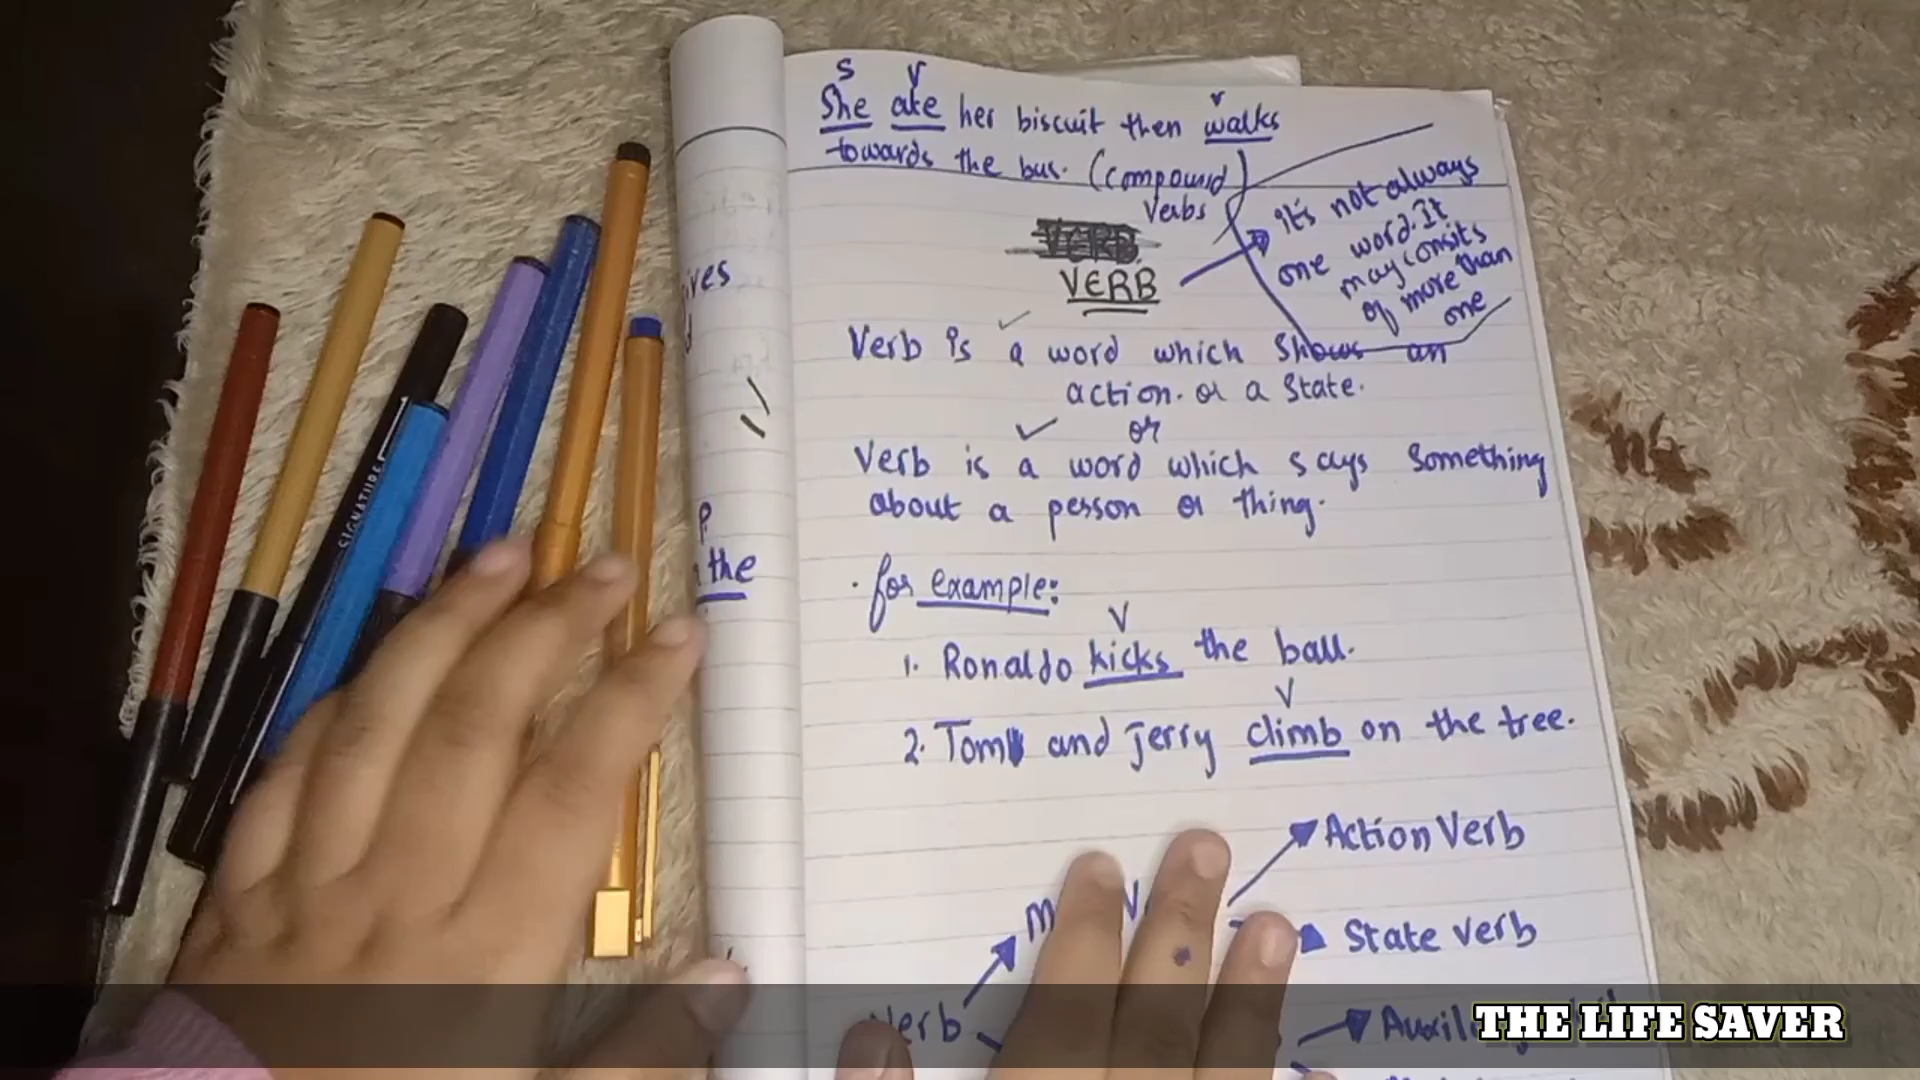 S V
She ate her biscuit then walks
V
towards the bus. (compound)
Verbs
VERB
VERB
it's not always
one word. It
may consits
of more than
one
Verb is a word which shows an
action. or a state.
or
Verb is a word which says something
about a person or thing.
. for example:
V
1. Ronaldo kicks the ball.
V
2. Tom and Jerry climb on the tree.
Action Verb
State verb
Verb
P.
the
SIGNATURE
THE LIFE SAVER